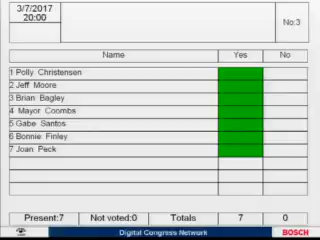 3/7/2017
20:00
No:3
Name Yes No
1 Polly Christensen
2 Jeff Moore
3 Brian Bagley
4 Mayor Coombs
5 Gabe Santos
6 Bonnie Finley
7 Joan Peck
Present:7 Not voted:0 Totals 7 0
Digital Congress Network BOSCH